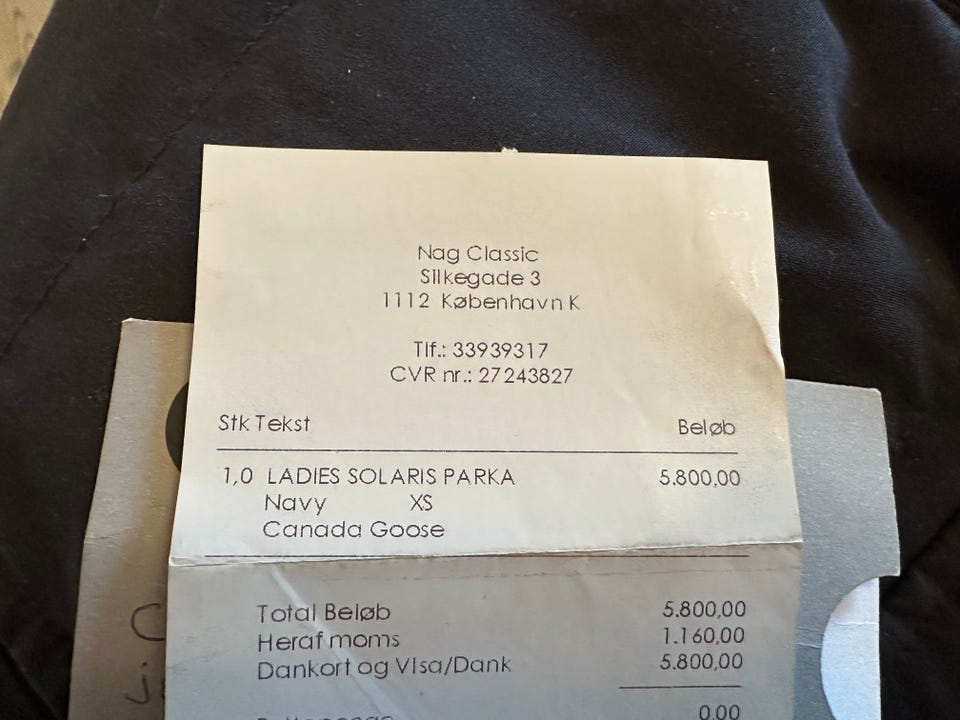 Nag Classic
Silkegade 3
1112 København K
Tlf.: 33939317
CVR nr.: 27243827
Stk Tekst Beløb
1,0 LADIES SOLARIS PARKA 5.800,00
Navy XS
Canada Goose
Total Beløb 5.800,00
Heraf moms 1.160,00
Dankort og Visa/Dank 5.800,00
0,00